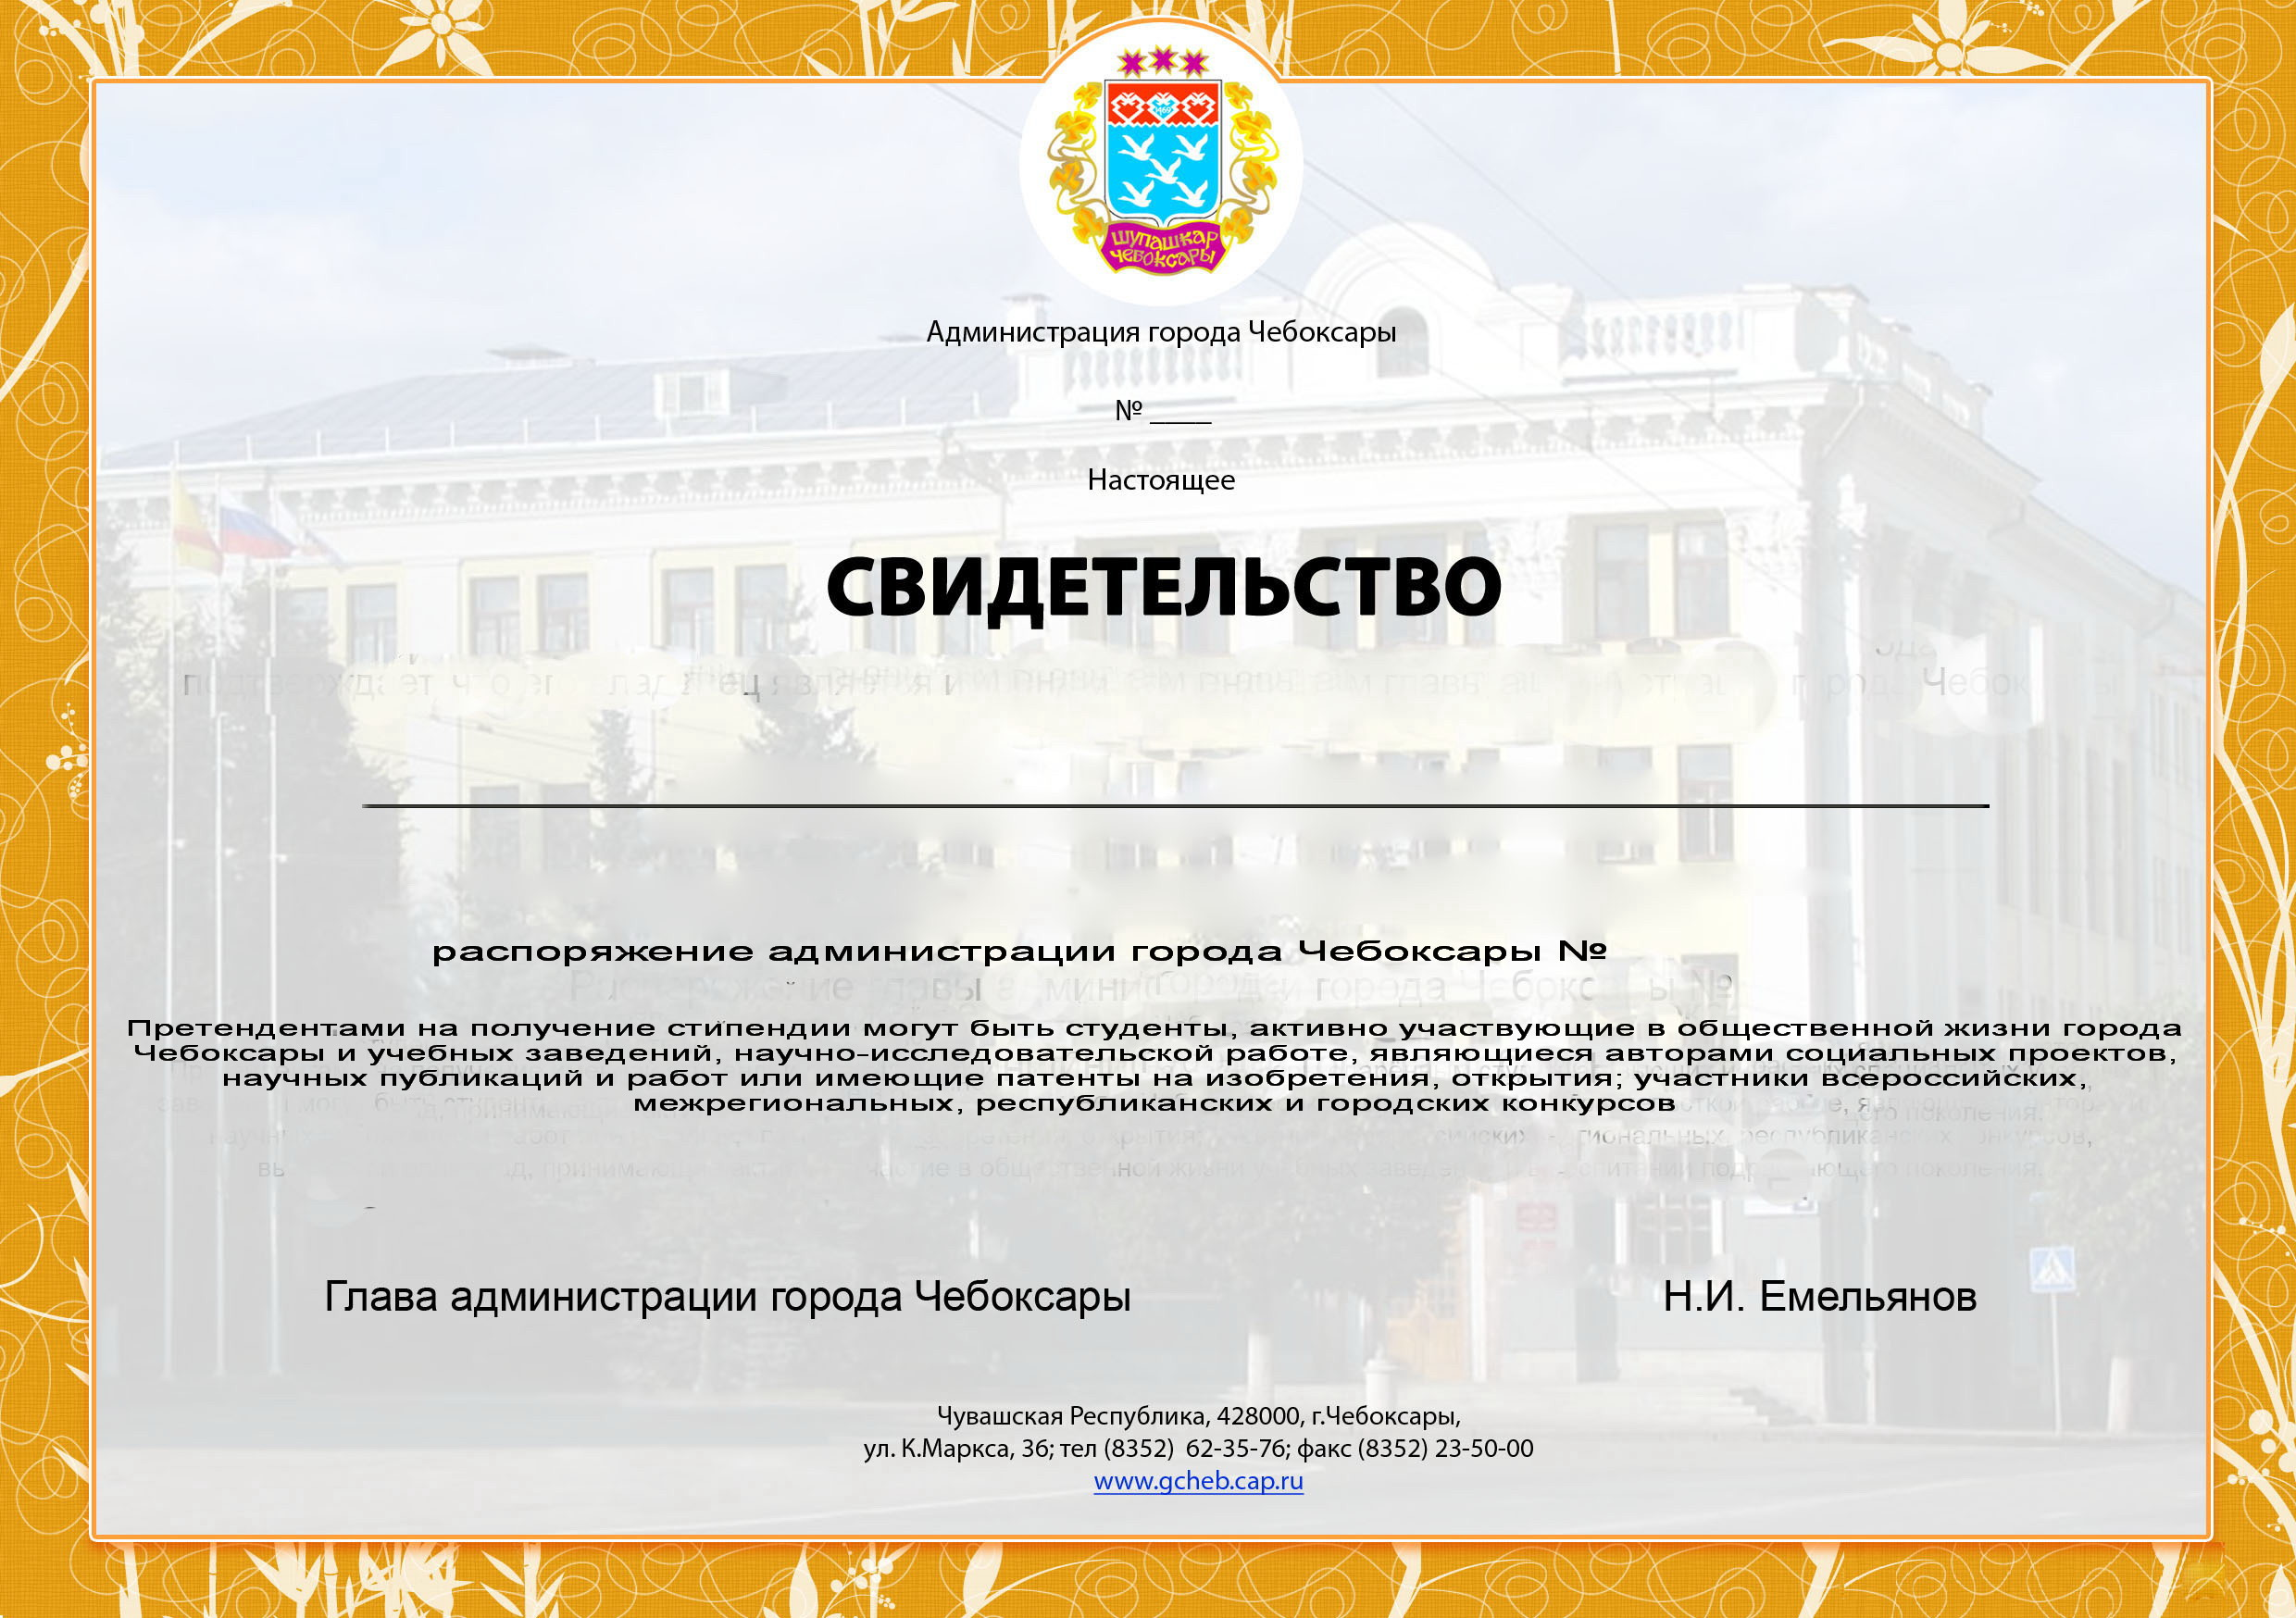 1469
ШУПАШКАР
ЧЕБОКСАРЫ
Администрация города Чебоксары
№ ____
Настоящее
СВИДЕТЕЛЬСТВО
распоряжение администрации города Чебоксары №
Претендентами на получение стипендии могут быть студенты, активно участвующие в общественной жизни города
Чебоксары и учебных заведений, научно-исследовательской работе, являющиеся авторами социальных проектов,
научных публикаций и работ или имеющие патенты на изобретения, открытия; участники всероссийских,
межрегиональных, республиканских и городских конкурсов
Глава администрации города Чебоксары Н.И. Емельянов
Чувашская Республика, 428000, г.Чебоксары,
ул. К.Маркса, 36; тел (8352) 62-35-76; факс (8352) 23-50-00
www.gcheb.cap.ru